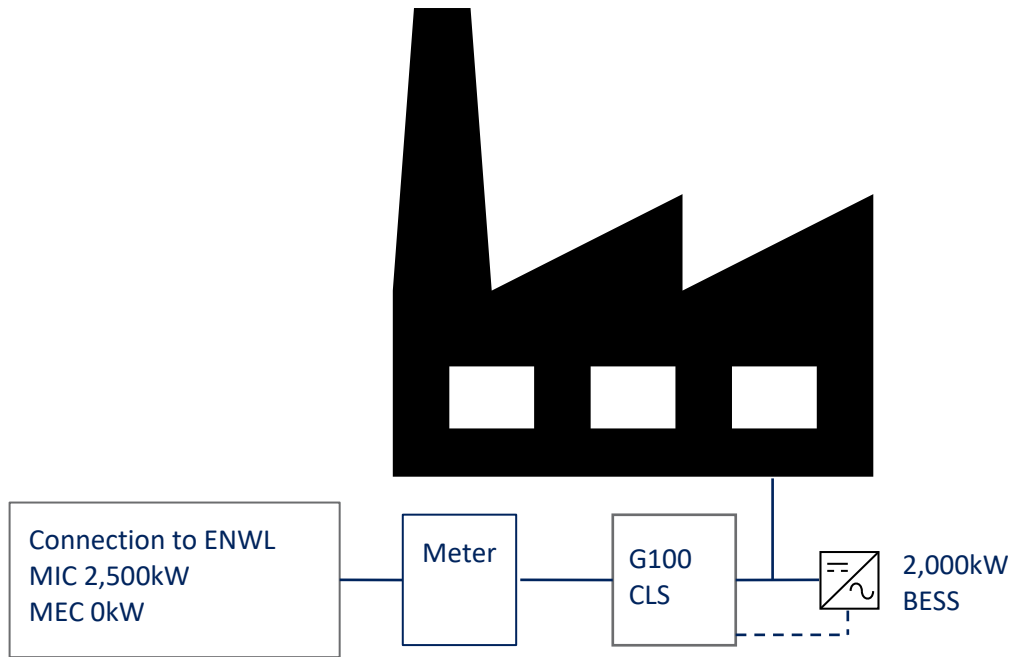 Connection to ENWL
MIC 2,500kW
MEC 0kW
Meter
G100
CLS
2,000kW
BESS